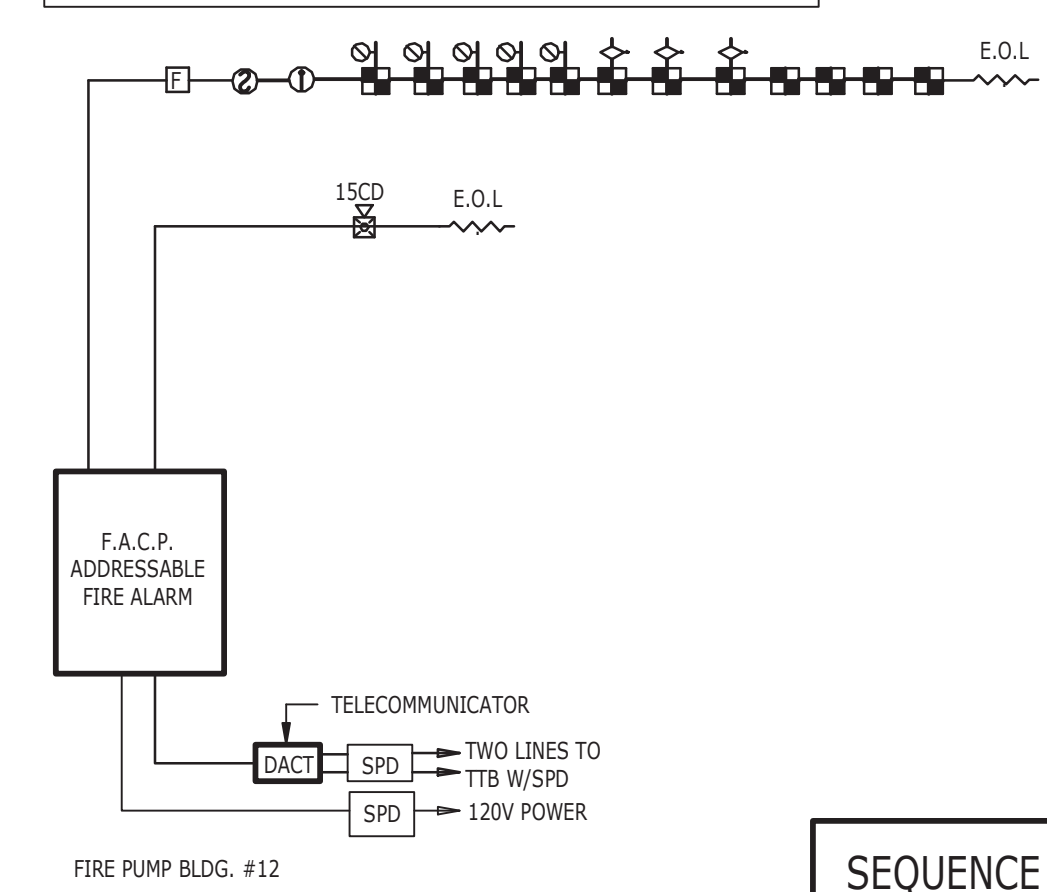 E.O.L
F
15CD
E.O.L
F.A.C.P.
ADDRESSABLE
FIRE ALARM
TELECOMMUNICATOR
DACT
SPD
TWO LINES TO
TTB W/SPD
SPD
120V POWER
FIRE PUMP BLDG. #12
SEQUENCE